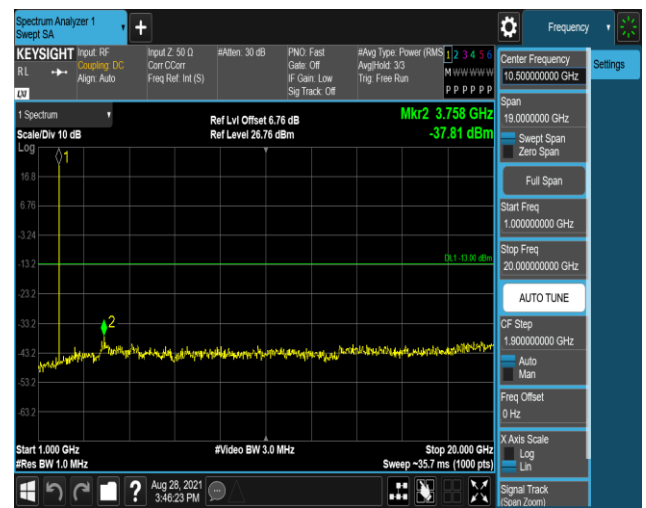 Spectrum Analyzer 1
Swept SA
Frequency
KEYSIGHT
RL
Input: RF
Coupling: DC
Align: Auto
Input Z: 50 Ω
Corr CCorr
Freq Ref: Int (S)
#Atten: 30 dB
PNO: Fast
Gate: Off
IF Gain: Low
Sig Track: Off
#Avg Type: Power (RMS
Avg|Hold: 3/3
Trig: Free Run
1 2 3 4 5 6
M W W W W W
P P P P P P
LXI
1 Spectrum
Scale/Div 10 dB
Ref Lvl Offset 6.76 dB
Ref Level 26.76 dBm
Mkr2 3.758 GHz
-37.81 dBm
Log
1
16.8
6.76
-3.24
-13.2
DL1 -13.00 dBm
-23.2
-33.2
2
-43.2
-53.2
-63.2
Start 1.000 GHz
#Res BW 1.0 MHz
#Video BW 3.0 MHz
Stop 20.000 GHz
Sweep ~35.7 ms (1000 pts)
Aug 28, 2021
3:46:23 PM
Center Frequency
10.500000000 GHz
Settings
Span
19.0000000 GHz
Swept Span
Zero Span
Full Span
Start Freq
1.000000000 GHz
Stop Freq
20.000000000 GHz
AUTO TUNE
CF Step
1.900000000 GHz
Auto
Man
Freq Offset
0 Hz
X Axis Scale
Log
Lin
Signal Track
(Span Zoom)